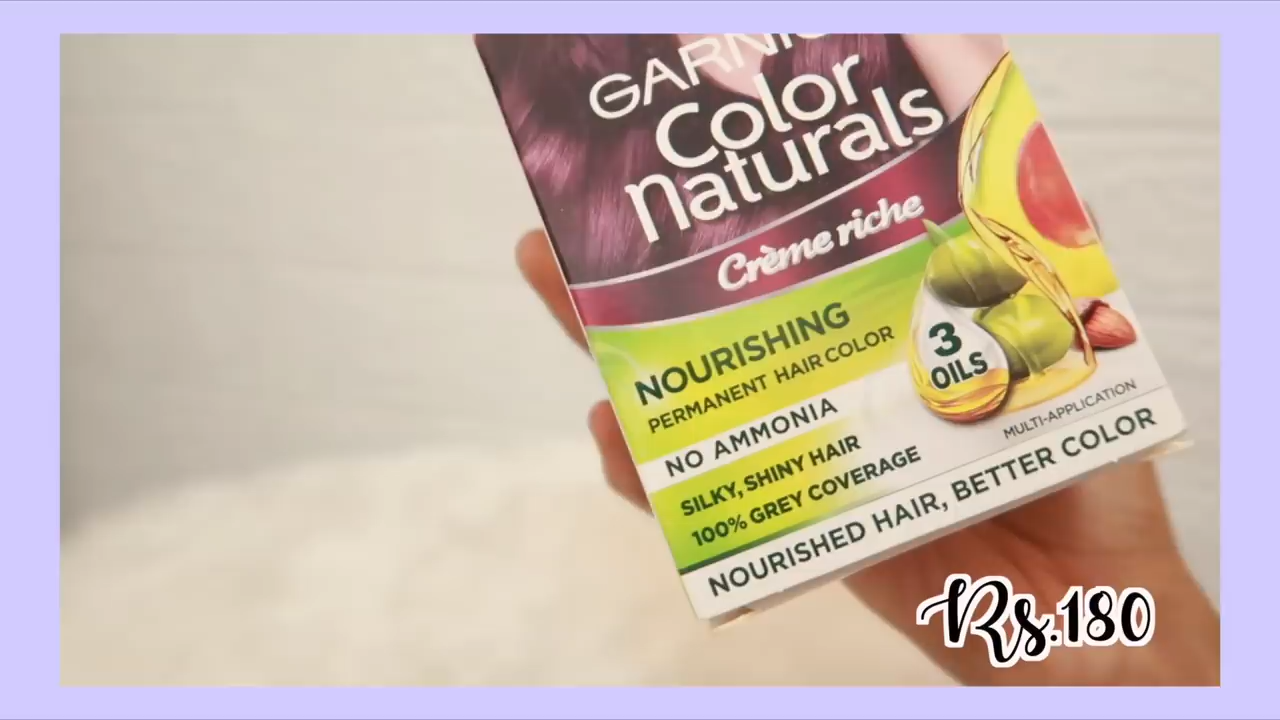 GARNI
Color
naturals
Crème riche
NOURISHING
PERMANENT HAIR COLOR
NO AMMONIA
SILKY, SHINY HAIR
100% GREY COVERAGE
3
OILS
MULTI-APPLICATION
NOURISHED HAIR, BETTER COLOR
Rs.180